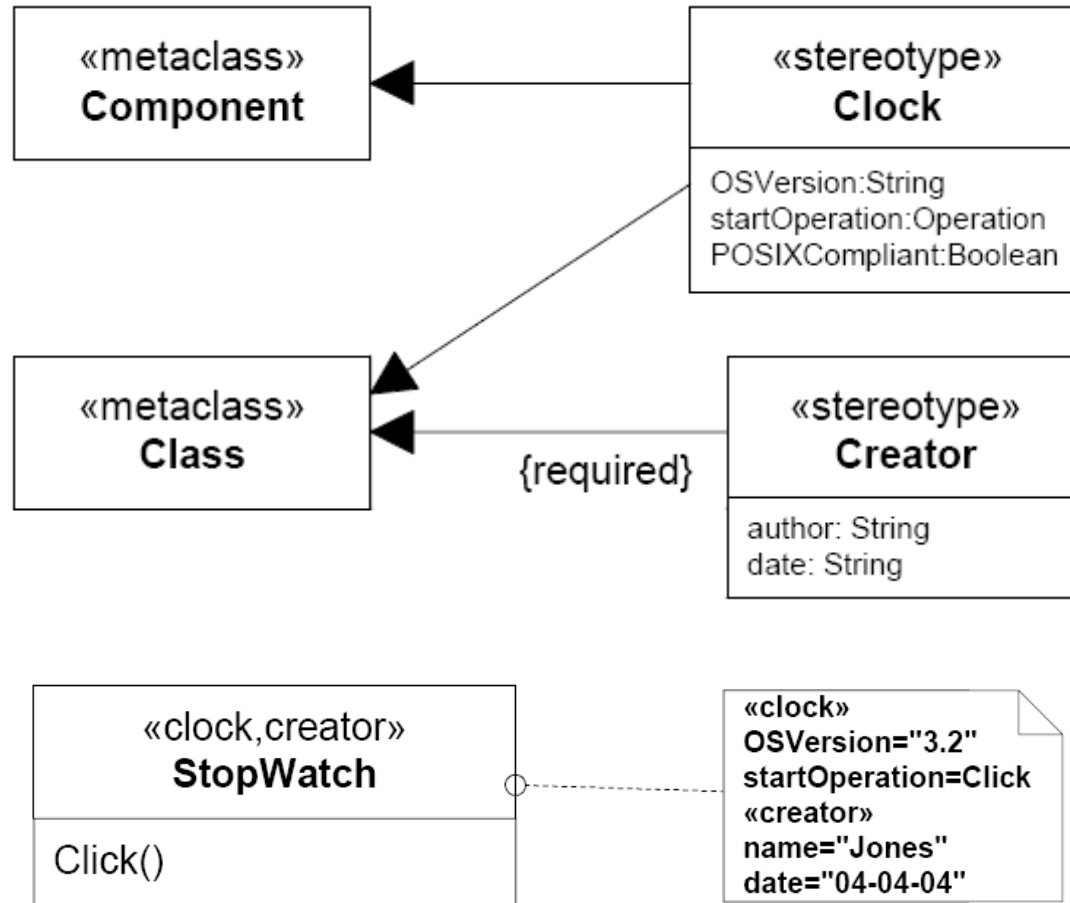 «metaclass»
Component
«stereotype»
Clock
OSVersion:String
startOperation:Operation
POSIXCompliant:Boolean
«metaclass»
Class
{required}
«stereotype»
Creator
author: String
date: String
«clock,creator»
StopWatch
Click()
«clock»
OSVersion="3.2"
startOperation=Click
«creator»
name="Jones"
date="04-04-04"